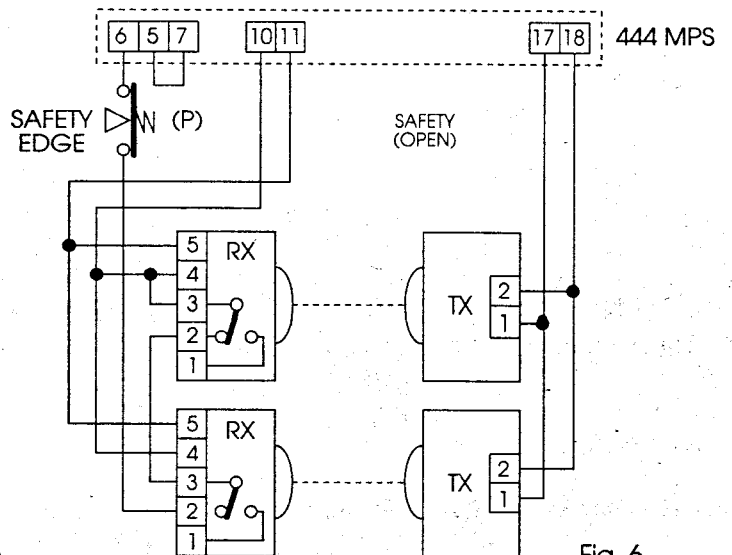 6 5 7 10 11 17 18 444 MPS
SAFETY EDGE (P)
SAFETY (OPEN)
5 RX
4
3
2
1
TX 2
1
5 RX
4
3
2
1
TX 2
1
Fig. 6